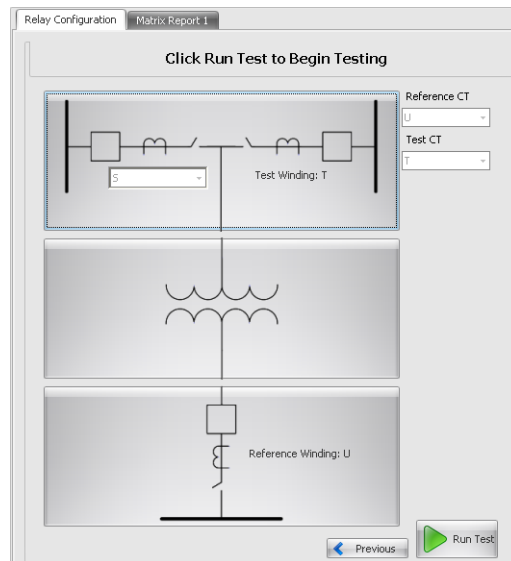 Relay Configuration
Matrix Report 1
Click Run Test to Begin Testing
Reference CT
U
Test CT
T
S
Test Winding: T
Reference Winding: U
Previous
Run Test